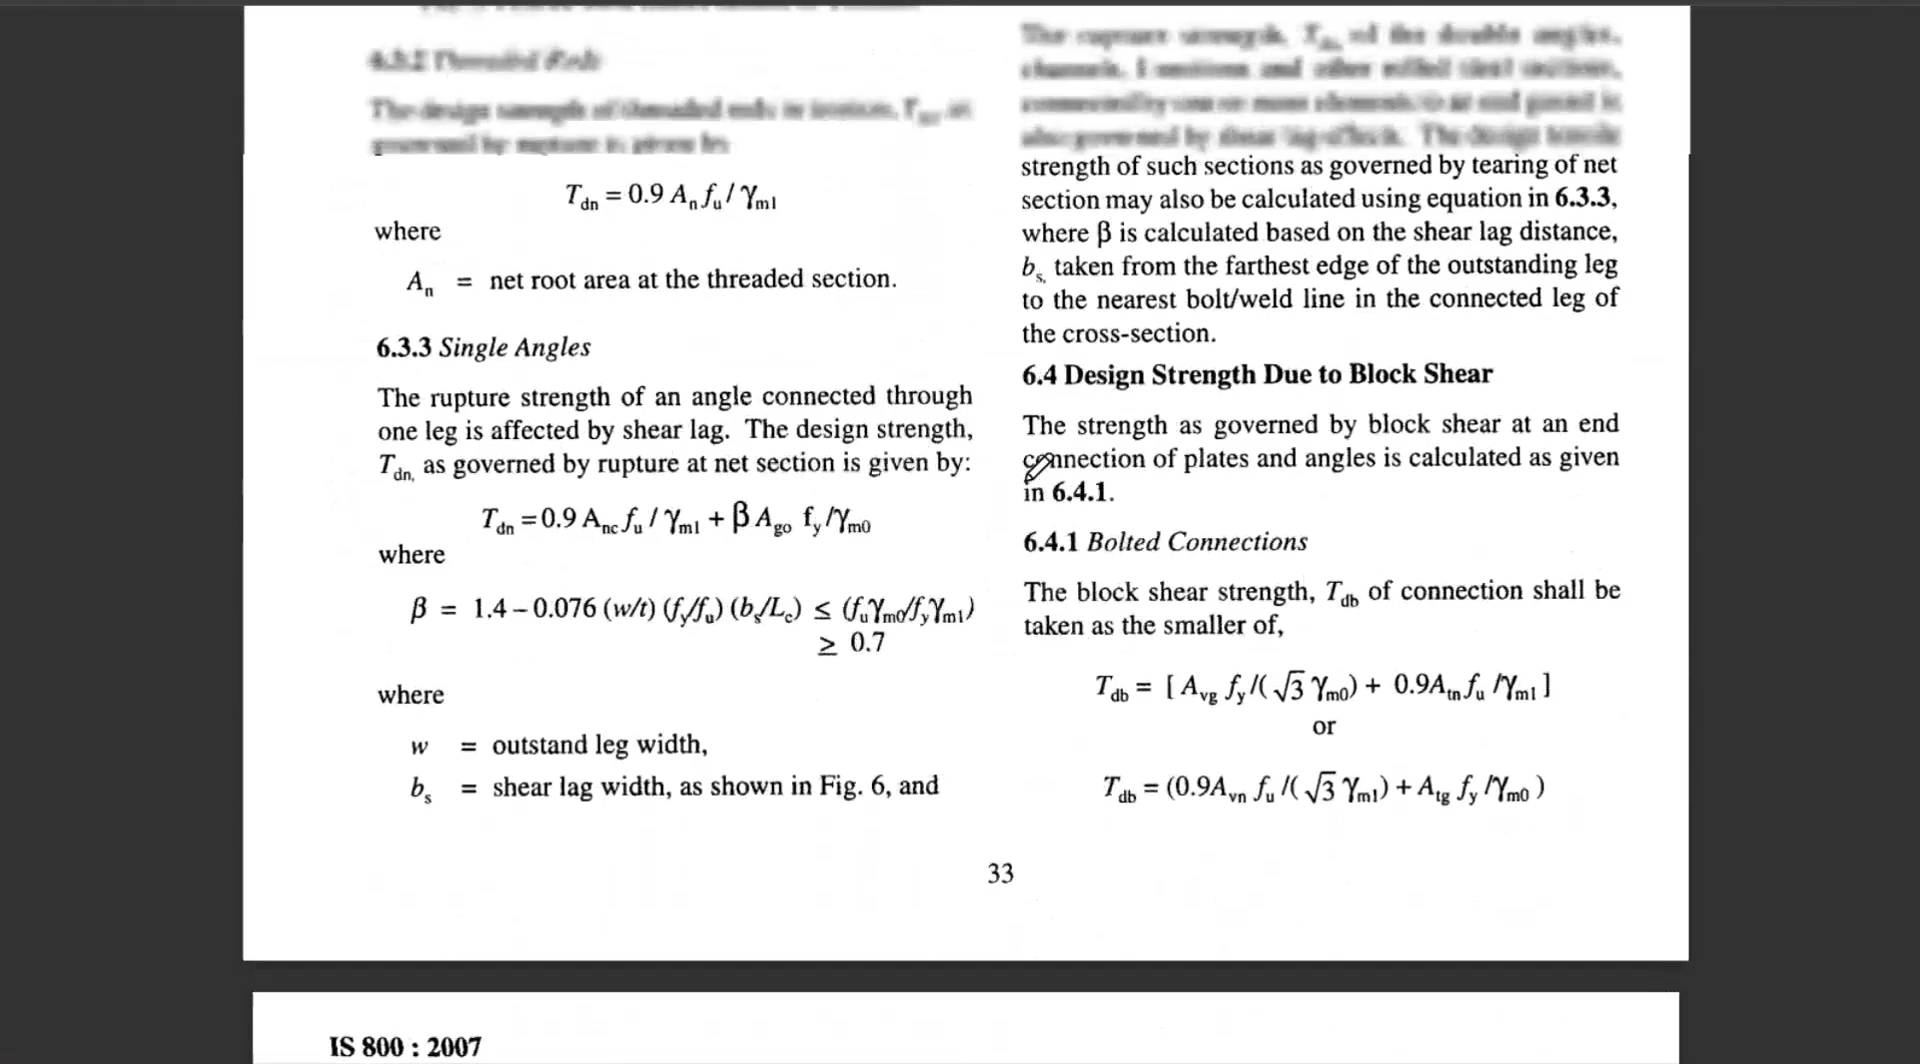 T_dn = 0.9 A_n f_u / γ_m1
where
A_n = net root area at the threaded section.
6.3.3 Single Angles
The rupture strength of an angle connected through
one leg is affected by shear lag. The design strength,
T_dn, as governed by rupture at net section is given by:
T_dn = 0.9 A_nc f_u / γ_m1 + β A_go f_y /γ_m0
where
β = 1.4 – 0.076 (w/t) (f_y/f_u) (b_s/L_c) ≤ (f_u γ_m0/f_y γ_m1)
≥ 0.7
where
w = outstand leg width,
b_s = shear lag width, as shown in Fig. 6, and
strength of such sections as governed by tearing of net
section may also be calculated using equation in 6.3.3,
where β is calculated based on the shear lag distance,
b_s, taken from the farthest edge of the outstanding leg
to the nearest bolt/weld line in the connected leg of
the cross-section.
6.4 Design Strength Due to Block Shear
The strength as governed by block shear at an end
connection of plates and angles is calculated as given
in 6.4.1.
6.4.1 Bolted Connections
The block shear strength, T_db of connection shall be
taken as the smaller of,
T_db = [ A_vg f_y /( √3 γ_m0) + 0.9A_tn f_u /γ_m1 ]
or
T_db = (0.9A_vn f_u /( √3 γ_m1) + A_tg f_y /γ_m0 )
33
IS 800 : 2007